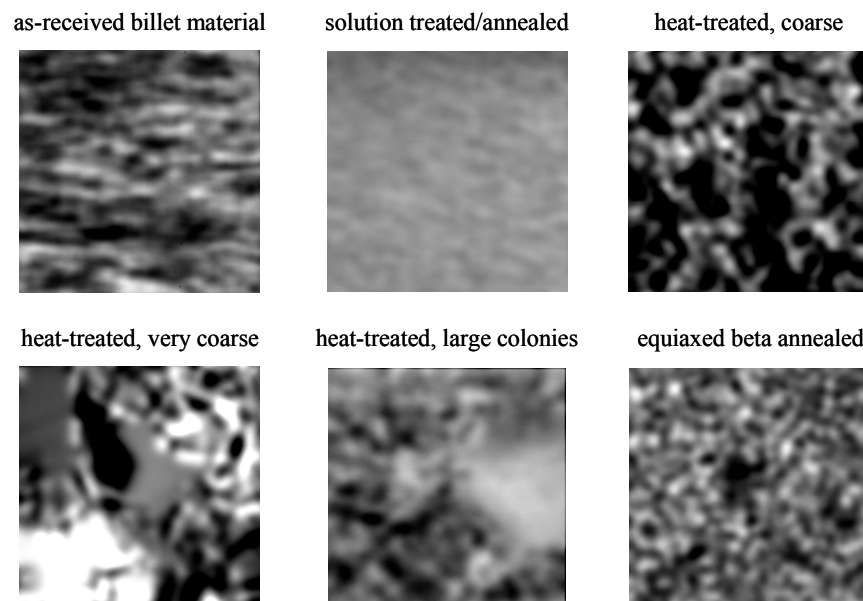 as-received billet material
solution treated/annealed
heat-treated, coarse
heat-treated, very coarse
heat-treated, large colonies
equiaxed beta annealed